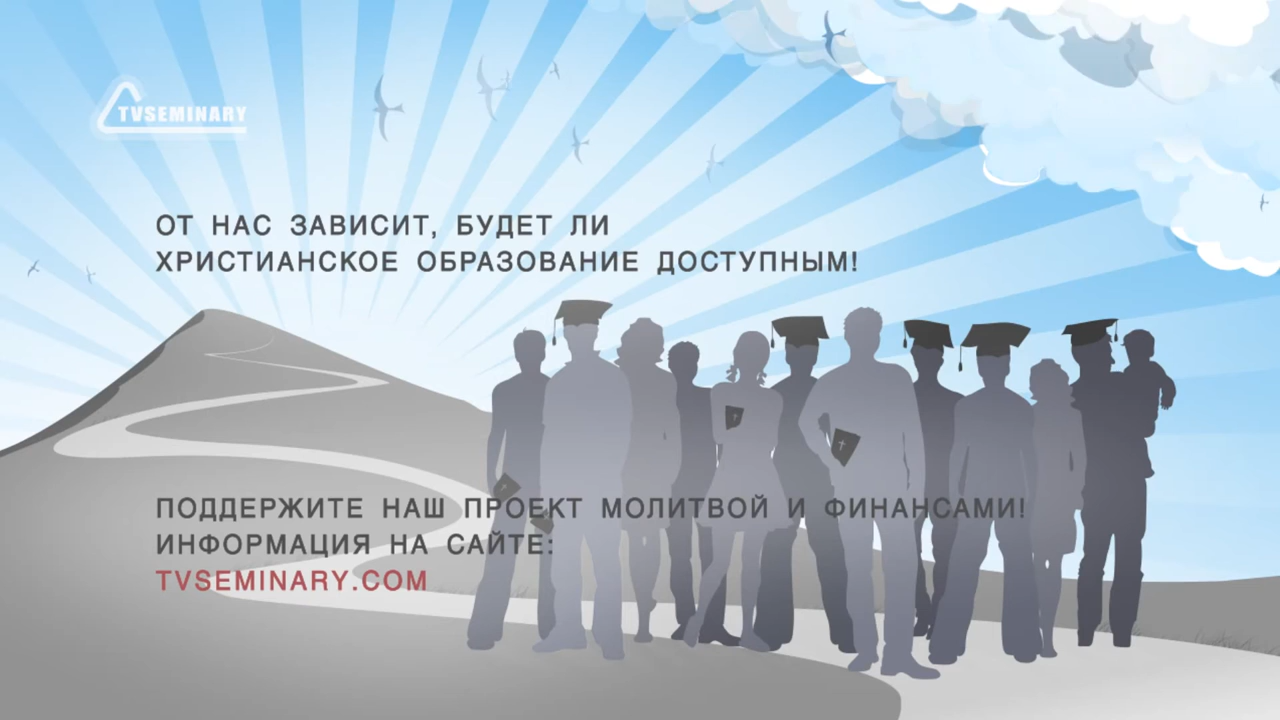 TVSEMINARY
ОТ НАС ЗАВИСИТ, БУДЕТ ЛИ
ХРИСТИАНСКОЕ ОБРАЗОВАНИЕ ДОСТУПНЫМ!
ПОДДЕРЖИТЕ НАШ ПРОЕКТ МОЛИТВОЙ И ФИНАНСАМИ!
ИНФОРМАЦИЯ НА САЙТЕ:
TVSEMINARY.COM